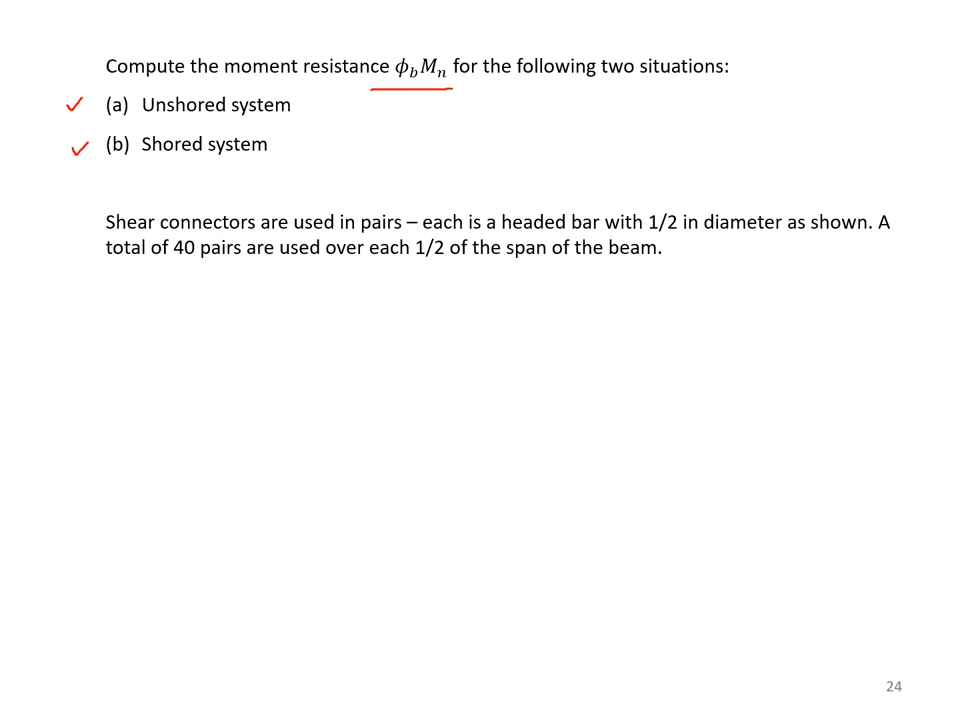 Compute the moment resistance ϕ_b M_n for the following two situations:
(a) Unshored system
(b) Shored system
Shear connectors are used in pairs – each is a headed bar with 1/2 in diameter as shown. A
total of 40 pairs are used over each 1/2 of the span of the beam.
24